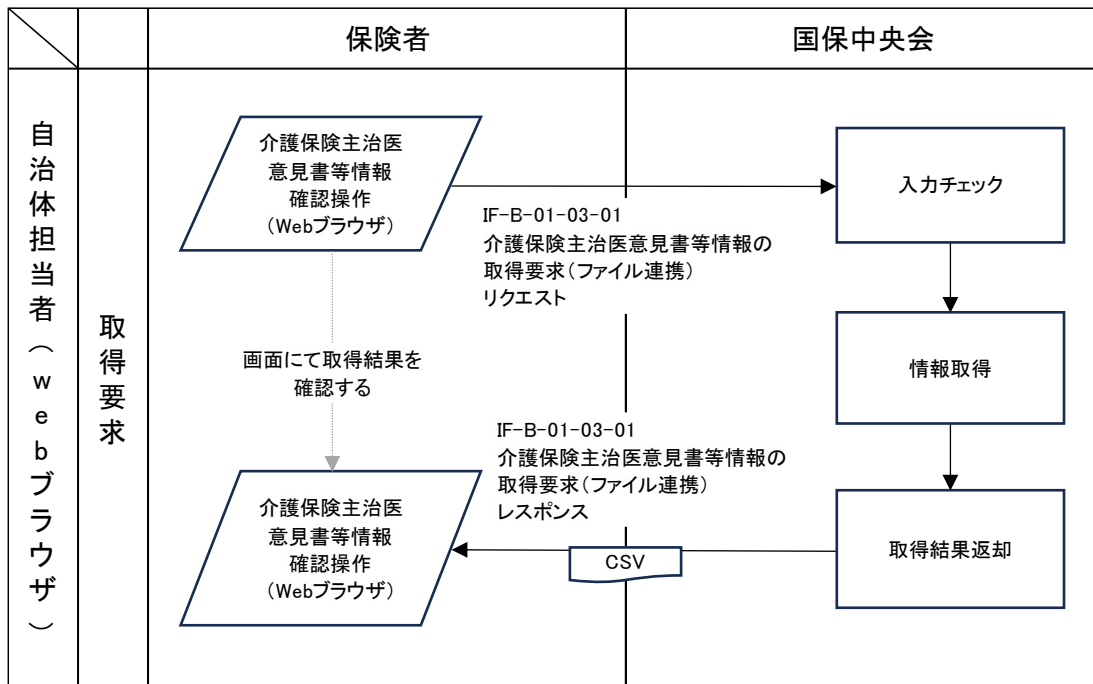 保険者
国保中央会
自治体担当者（webブラウザ）
取得要求
介護保険主治医
意見書等情報
確認操作
（Webブラウザ）
入力チェック
IF-B-01-03-01
介護保険主治医意見書等情報の
取得要求（ファイル連携）
リクエスト
情報取得
画面にて取得結果を
確認する
IF-B-01-03-01
介護保険主治医意見書等情報の
取得要求（ファイル連携）
レスポンス
介護保険主治医
意見書等情報
確認操作
（Webブラウザ）
CSV
取得結果返却